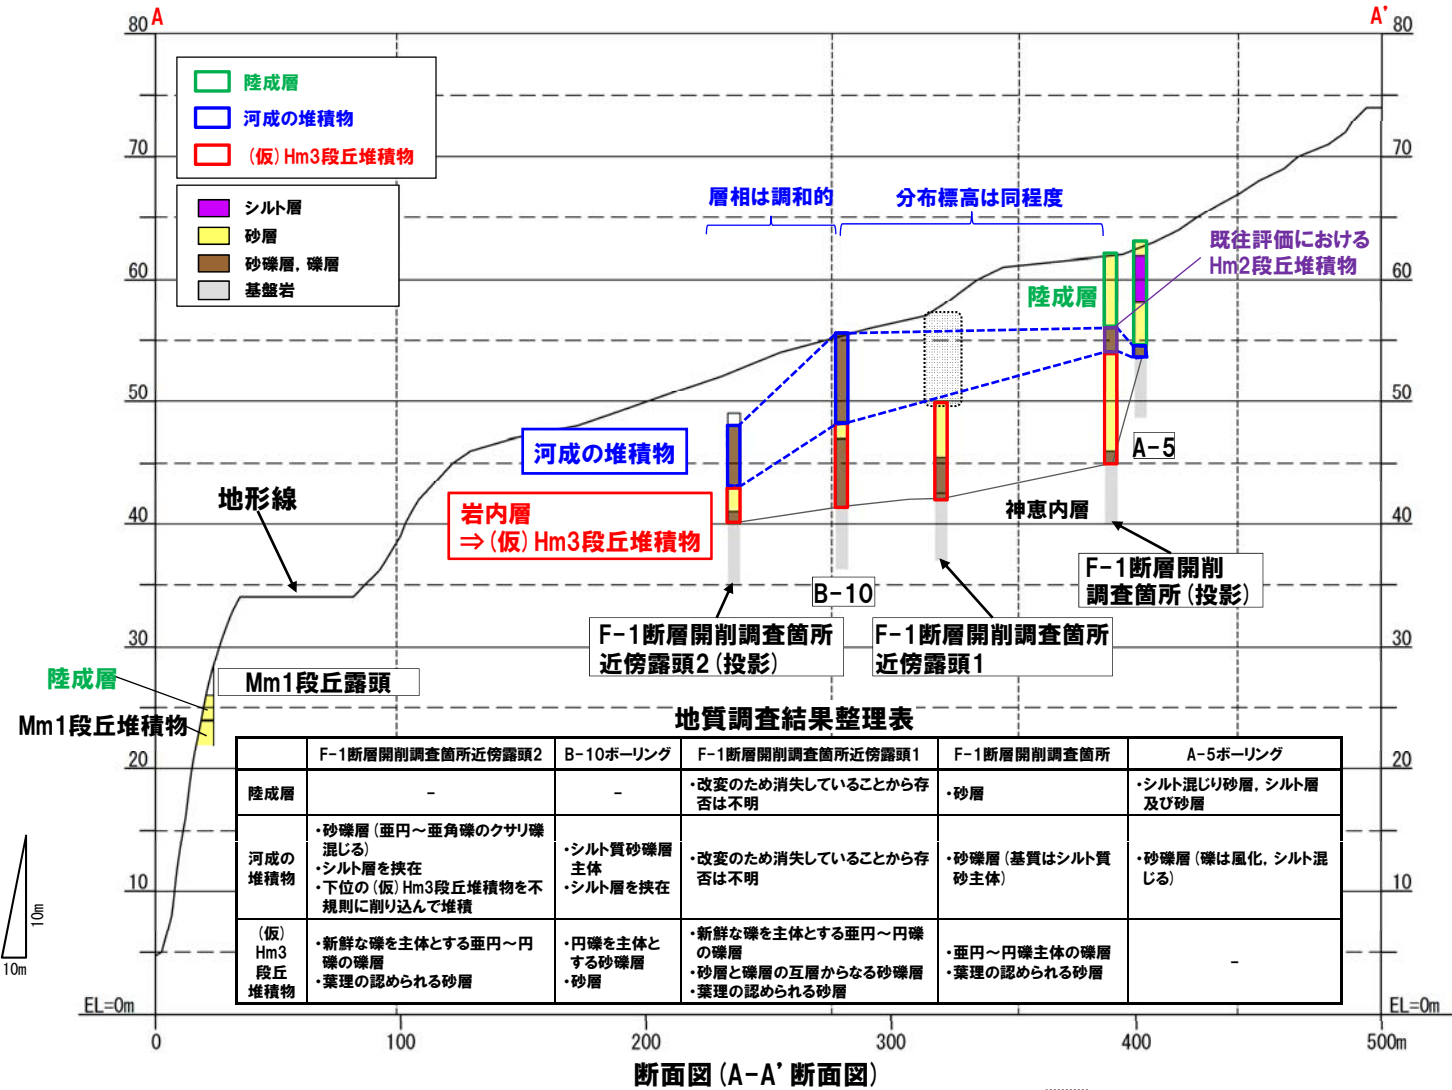 A
A’
80
80
陸成層
河成の堆積物
(仮)Hm3段丘堆積物
シルト層
砂層
砂礫層，礫層
基盤岩
70
70
層相は調和的
分布標高は同程度
既往評価における
Hm2段丘堆積物
60
60
陸成層
50
50
河成の堆積物
A-5
地形線
岩内層
⇒(仮)Hm3段丘堆積物
神恵内層
40
40
F-1断層開削
調査箇所(投影)
B-10
F-1断層開削調査箇所
近傍露頭2(投影)
F-1断層開削調査箇所
近傍露頭1
30
30
陸成層
Mm1段丘露頭
Mm1段丘堆積物
地質調査結果整理表
20
20
F-1断層開削調査箇所近傍露頭2
B-10ボーリング
F-1断層開削調査箇所近傍露頭1
F-1断層開削調査箇所
A-5ボーリング
陸成層
-
-
・改変のため消失していることから存
否は不明
・砂層
・シルト混じり砂層，シルト層
及び砂層
河成の
堆積物
・砂礫層(亜円～亜角礫のクサリ礫
混じる)
・シルト層を挟在
・下位の(仮)Hm3段丘堆積物を不
規則に削り込んで堆積
・シルト質砂礫層
主体
・シルト層を挟在
・改変のため消失していることから存
否は不明
・砂礫層(基質はシルト質
砂主体)
・砂礫層(礫は風化，シルト混
じる)
(仮)
Hm3
段丘
堆積物
・新鮮な礫を主体とする亜円～円
礫の礫層
・葉理の認められる砂層
・円礫を主体と
する砂礫層
・砂層
・新鮮な礫を主体とする亜円～円礫
の礫層
・砂層と礫層の互層からなる砂礫層
・葉理の認められる砂層
・亜円～円礫主体の礫層
・葉理の認められる砂層
-
10
10
10m
10m
EL=0m
EL=0m
0
100
200
300
400
500m
断面図(A-A’断面図)